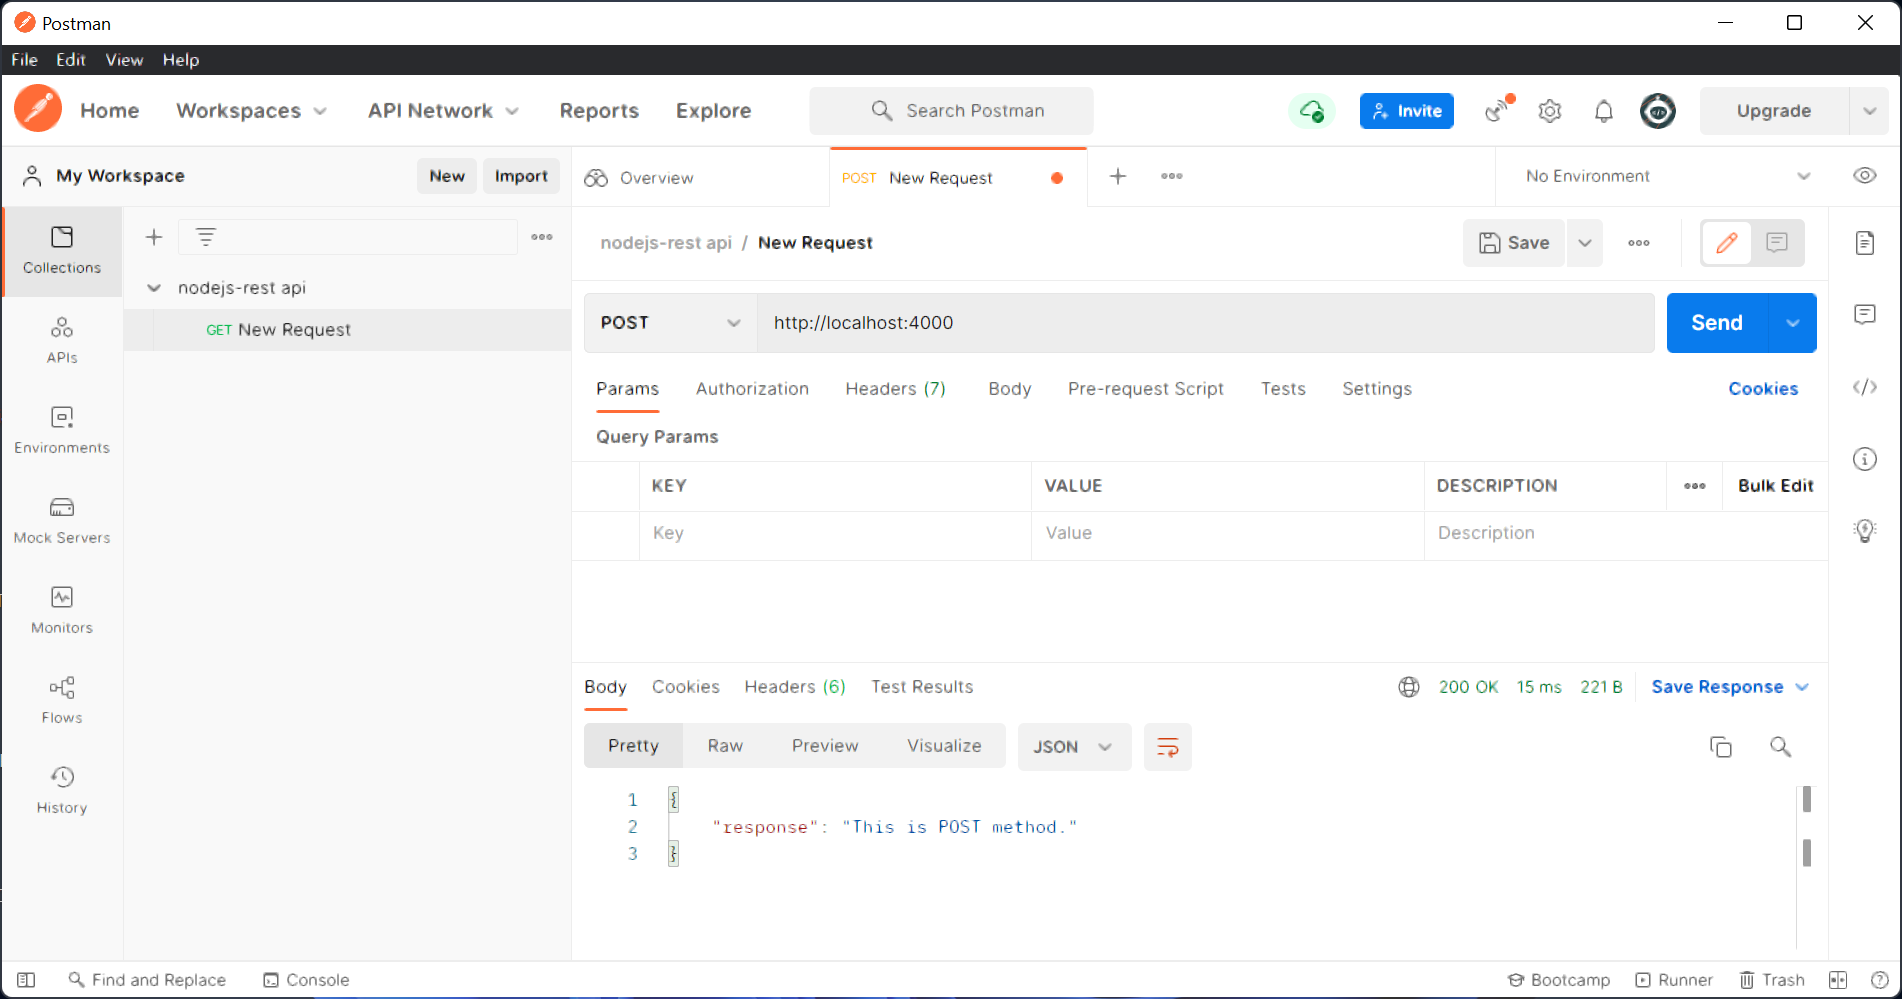 Postman
File Edit View Help
Home Workspaces API Network Reports Explore Search Postman Invite Upgrade
My Workspace New Import Overview POST New Request No Environment
Collections
nodejs-rest api
GET New Request
APIs
Environments
Mock Servers
Monitors
Flows
History
nodejs-rest api / New Request Save
POST http://localhost:4000 Send
Params Authorization Headers (7) Body Pre-request Script Tests Settings Cookies
Query Params
KEY VALUE DESCRIPTION Bulk Edit
Key Value Description
Body Cookies Headers (6) Test Results 200 OK 15 ms 221 B Save Response
Pretty Raw Preview Visualize JSON
1 {
2 "response": "This is POST method."
3 }
Find and Replace Console Bootcamp Runner Trash